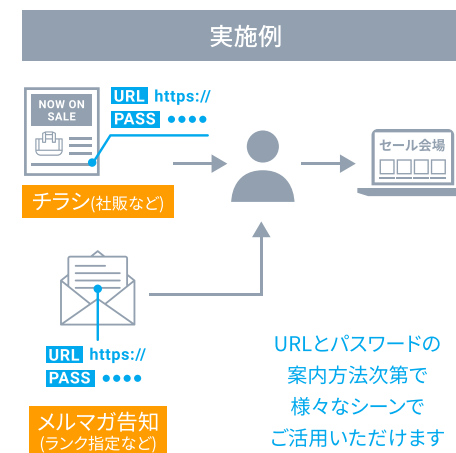 実施例
NOW ON
SALE
URL https://
PASS ●●●●
チラシ(社販など)
セール会場
URL https://
PASS ●●●●
メルマガ告知
(ランク指定など)
URLとパスワードの
案内方法次第で
様々なシーンで
ご活用いただけます